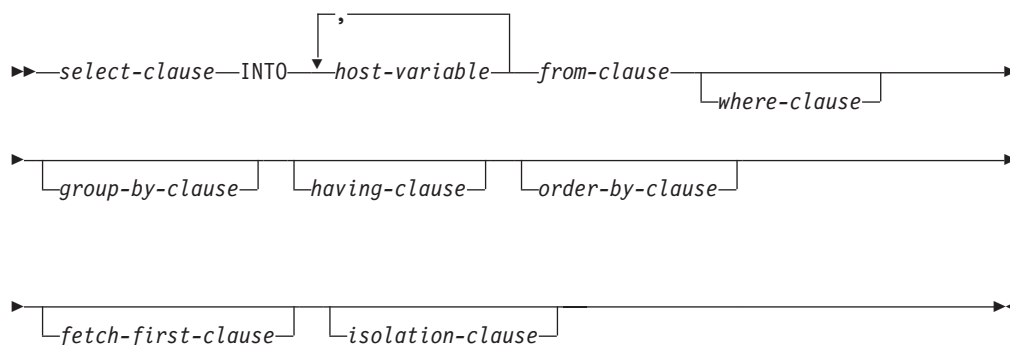 ,
select-clause INTO host-variable from-clause
where-clause
group-by-clause having-clause order-by-clause
fetch-first-clause isolation-clause